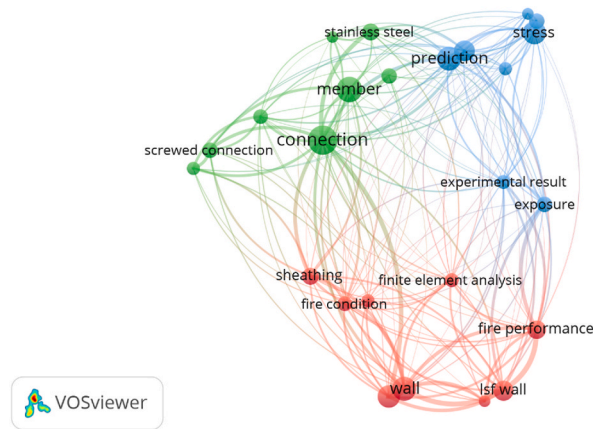 stainless steel
stress
prediction
member
connection
screwed connection
experimental result
exposure
sheathing
finite element analysis
fire condition
fire performance
wall
lsf wall
VOSviewer